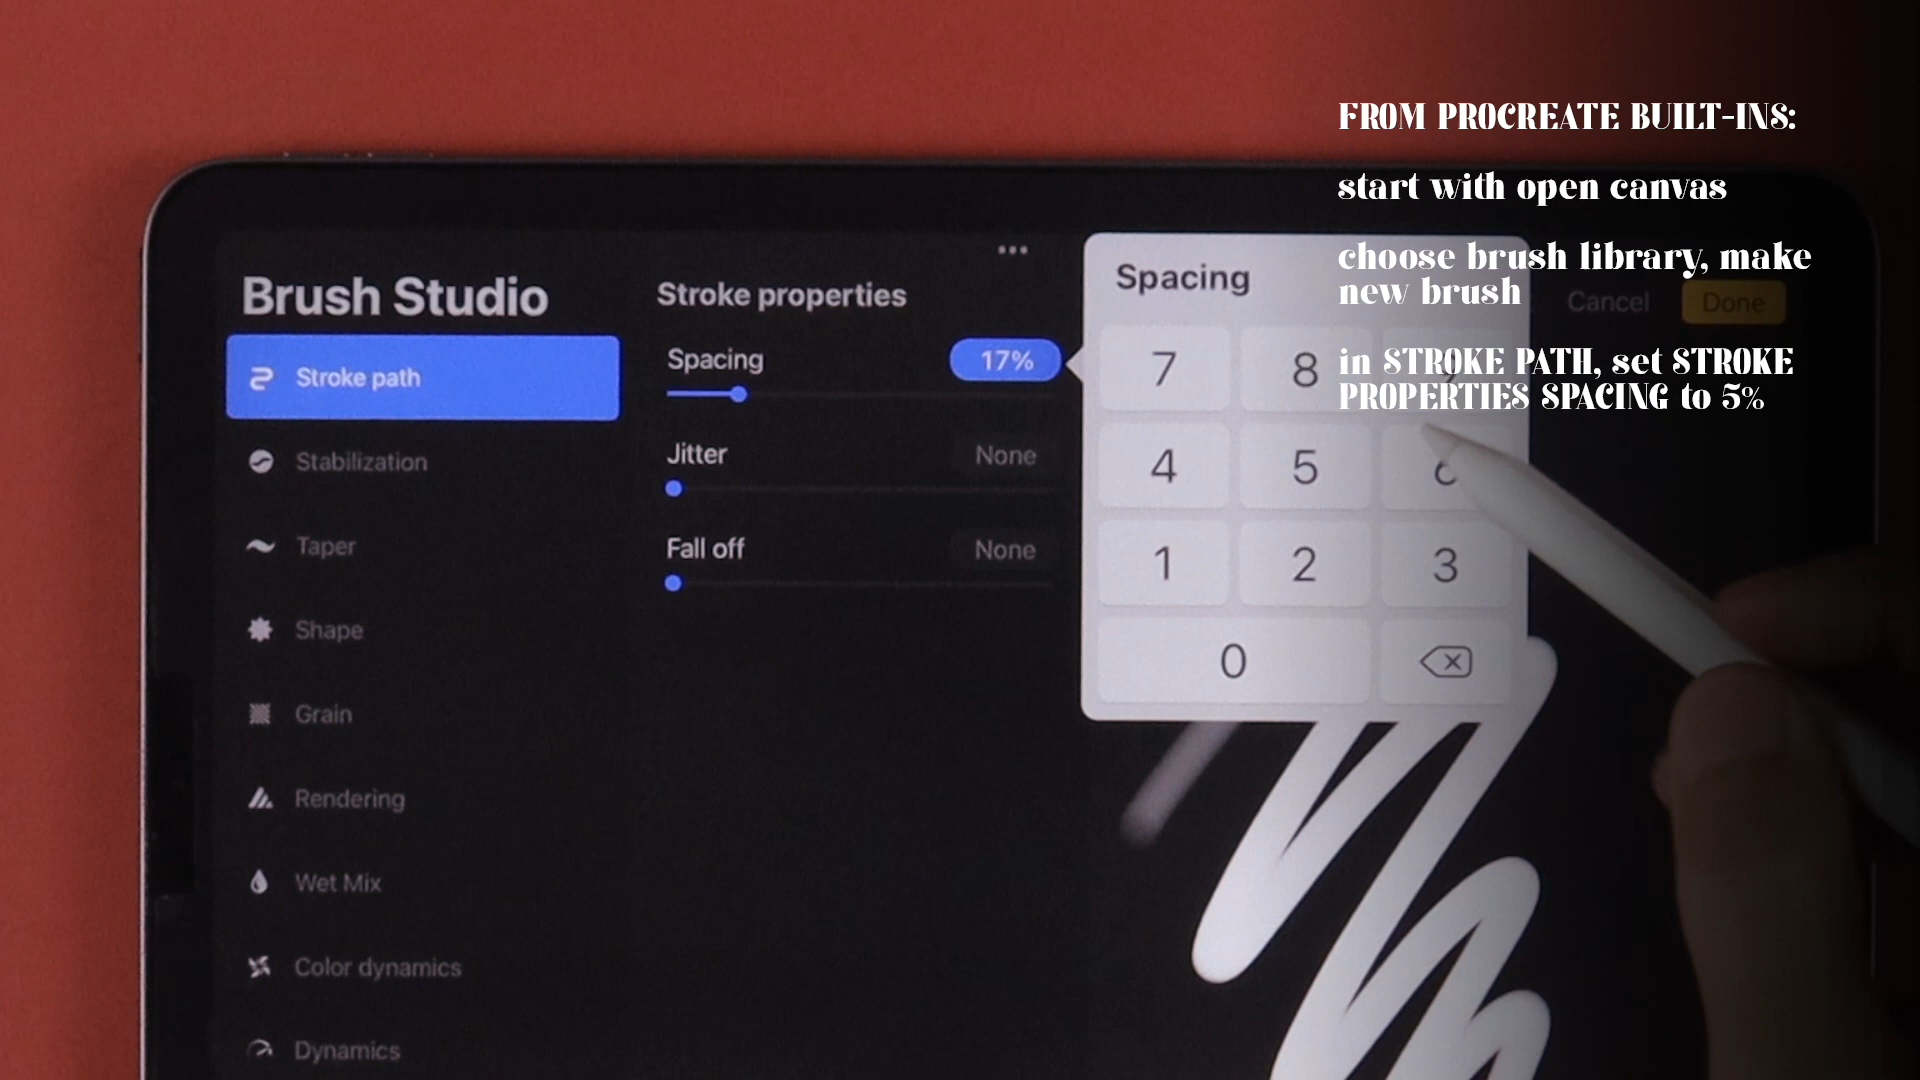 FROM PROCREATE BUILT-INS:
start with open canvas
choose brush library, make
new brush
in STROKE PATH, set STROKE
PROPERTIES SPACING to 5%
Brush Studio
Stroke path
Stabilization
Taper
Shape
Grain
Rendering
Wet Mix
Color dynamics
Dynamics
Stroke properties
Spacing 17%
Jitter None
Fall off None
Spacing
Cancel Done
7 8
4 5 6
1 2 3
0